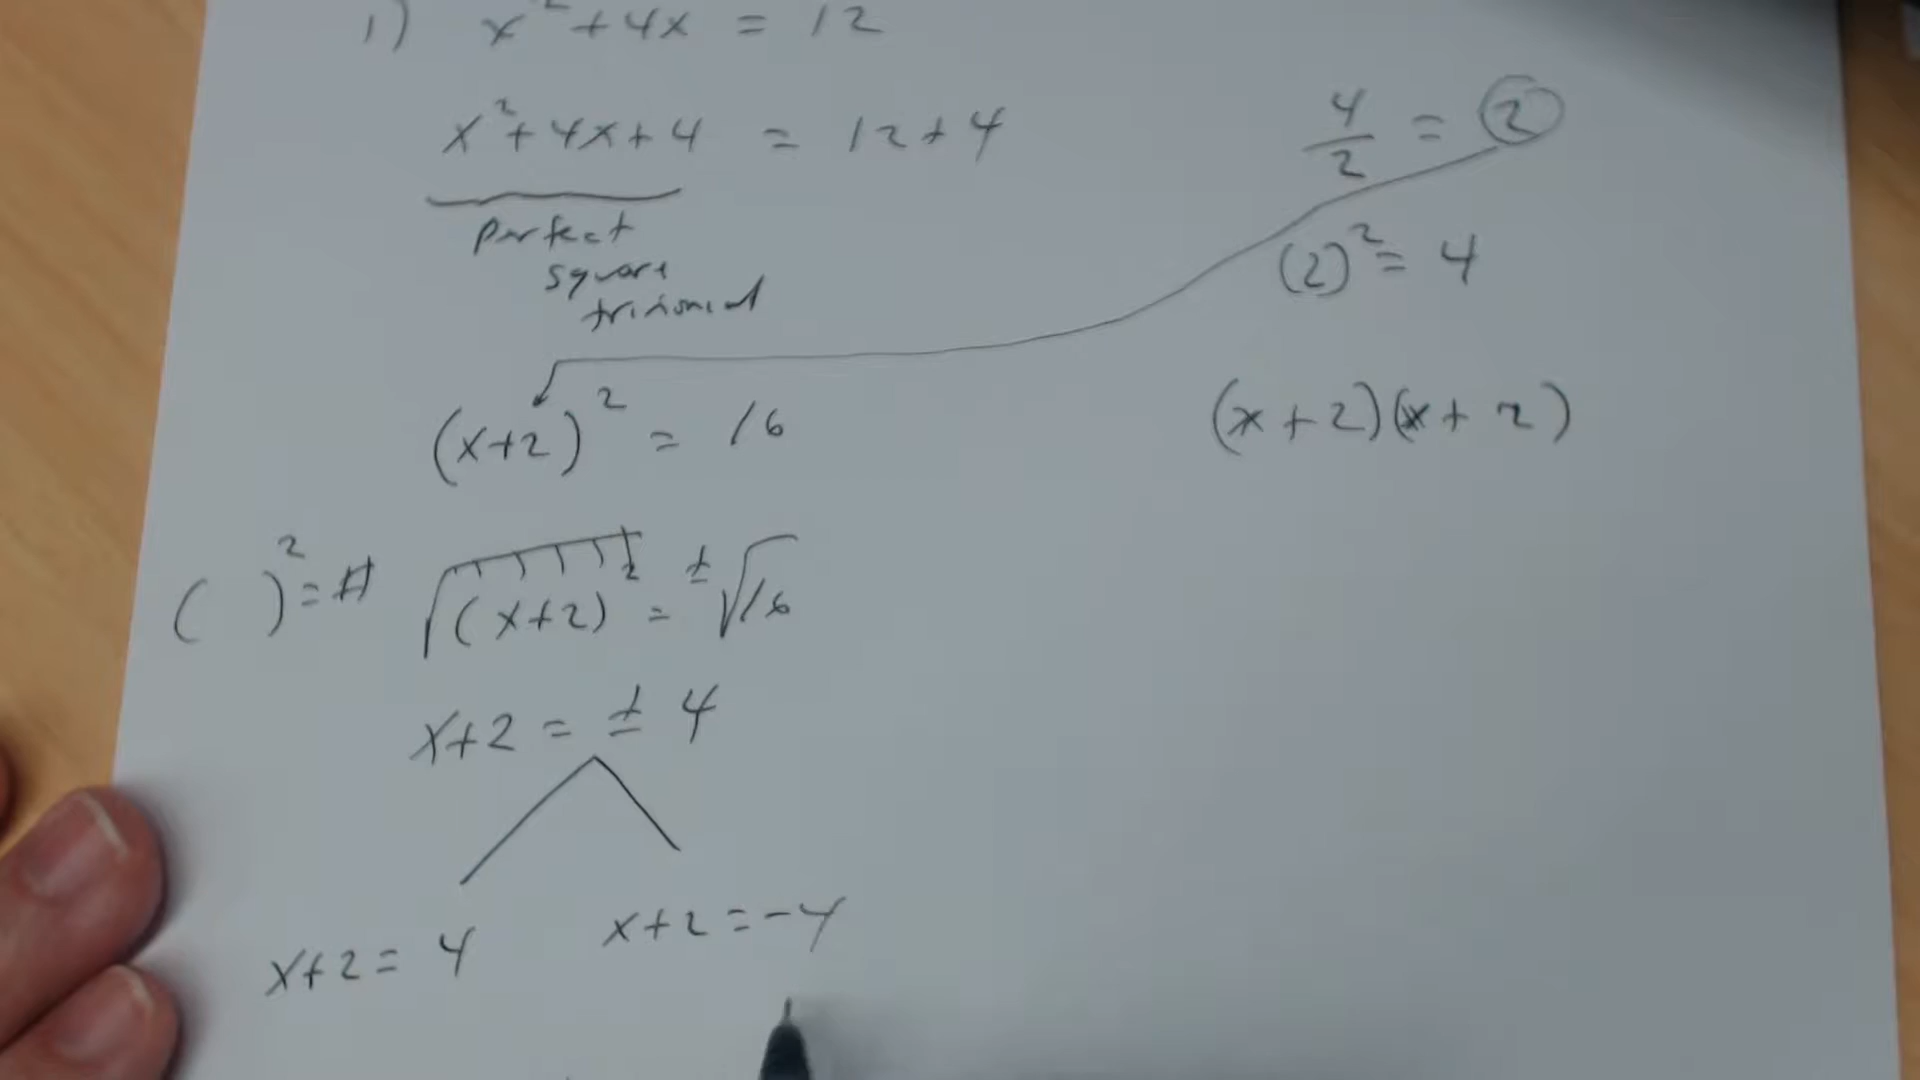 1) x² + 4x = 12
x² + 4x + 4 = 12 + 4
4/2 = 2
perfect
square
trinomial
(2)² = 4
(x+2)² = 16
(x + 2)(x + 2)
( )² = #
√(x+2)² = ±√16
x+2 = ± 4
x+2 = 4
x+2 = -4